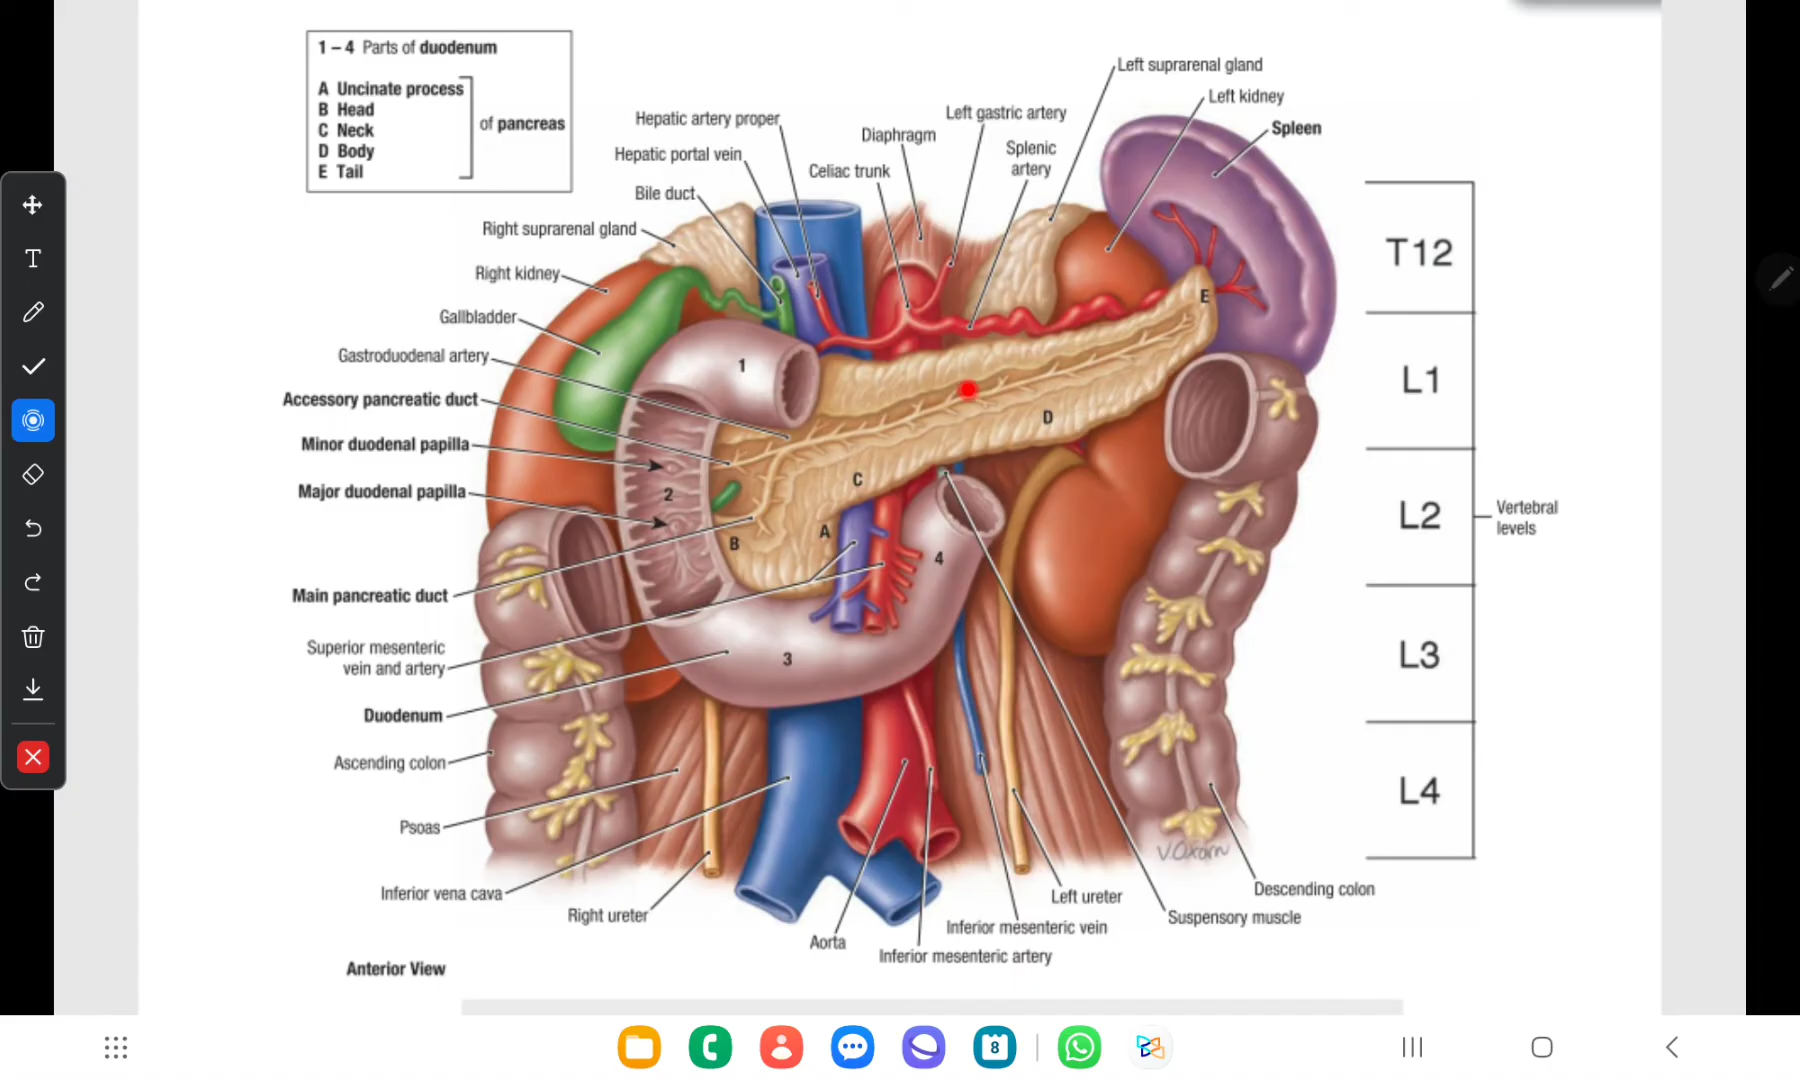 1 – 4 Parts of duodenum
A Uncinate process
B Head
C Neck
D Body
E Tail
of pancreas
Left suprarenal gland
Left kidney
Spleen
Left gastric artery
Diaphragm
Splenic
artery
Celiac trunk
Hepatic artery proper
Hepatic portal vein
Bile duct
Right suprarenal gland
Right kidney
Gallbladder
Gastroduodenal artery
Accessory pancreatic duct
Minor duodenal papilla
Major duodenal papilla
Main pancreatic duct
Superior mesenteric
vein and artery
Duodenum
Ascending colon
Psoas
Inferior vena cava
Right ureter
Aorta
Inferior mesenteric artery
Inferior mesenteric vein
Left ureter
Suspensory muscle
Descending colon
V.Oxorn
1
2
3
4
A
B
C
D
E
T12
L1
L2
L3
L4
Vertebral
levels
Anterior View
T
8